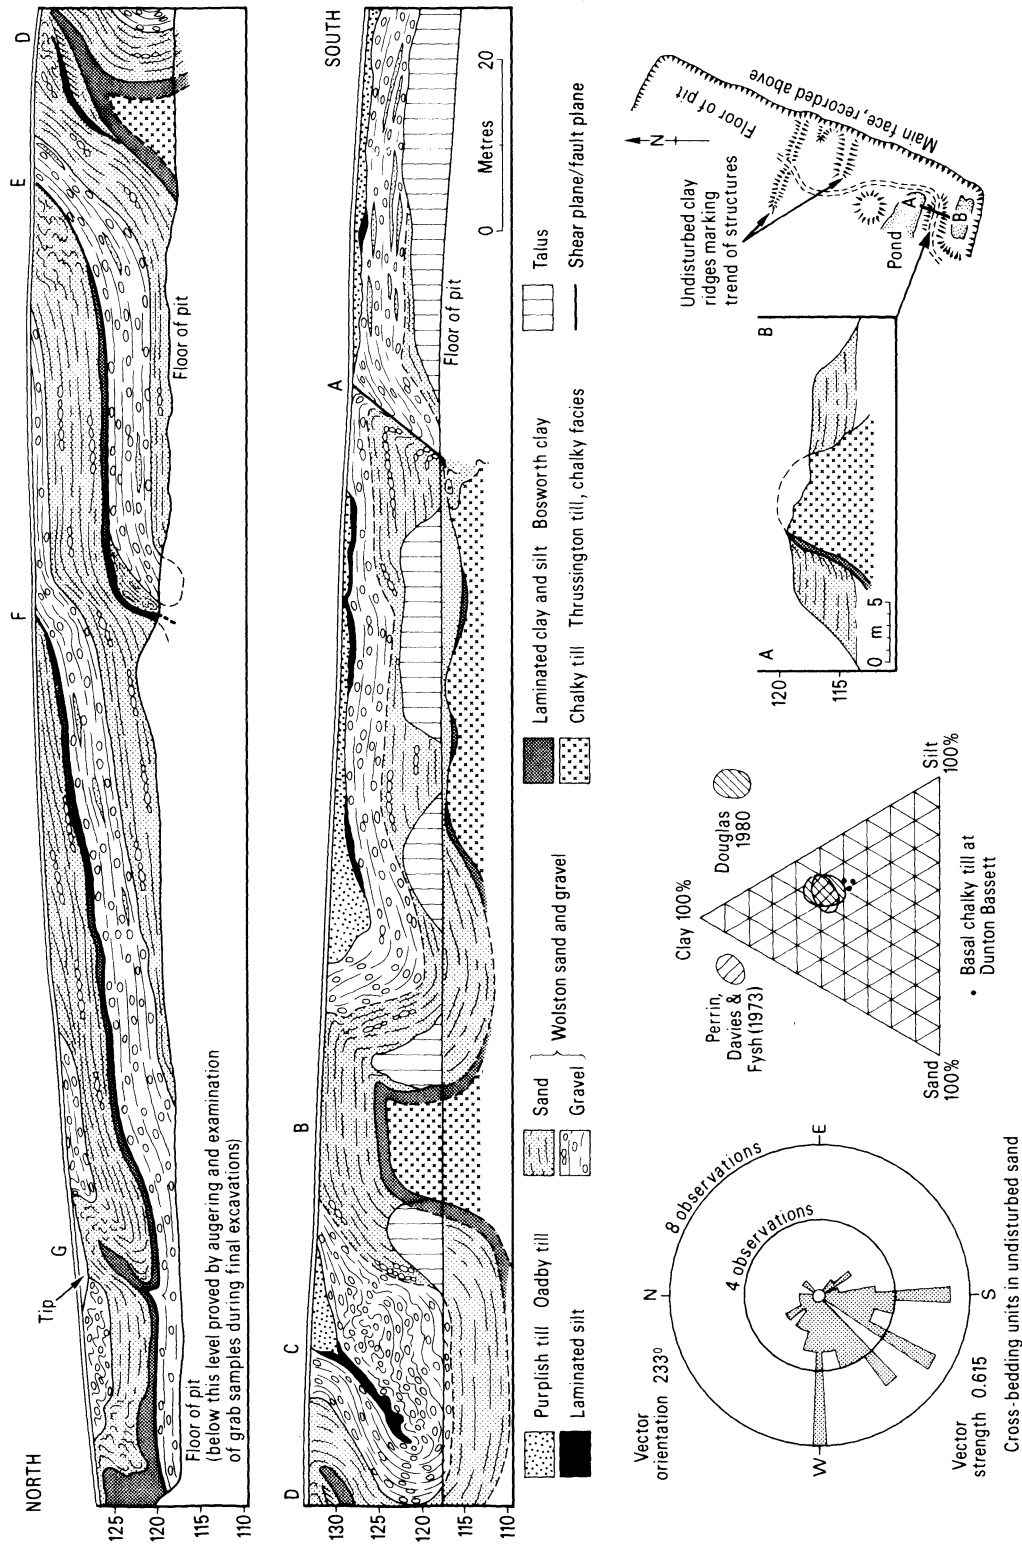 NORTH
G
F
E
D
Tip
125
120
115
110
Floor of pit
(below this level proved by augering and examination
of grab samples during final excavations)
Floor of pit
D
C
B
A
SOUTH
130
125
120
115
110
Floor of pit
0
Metres
20
?
Purplish till Oadby till
Laminated silt
Sand
Gravel
Wolston sand and gravel
Laminated clay and silt Bosworth clay
Chalky till Thrussington till, chalky facies
Talus
Shear plane/fault plane
Vector
orientation 233°
N
E
S
W
8 observations
4 observations
Vector
strength 0.615
Cross-bedding units in undisturbed sand
Perrin,
Davies &
Fysh (1973)
Clay 100%
Douglas
1980
Sand
100%
Silt
100%
• Basal chalky till at
Dunton Bassett
A
B
120
115
0 m 5
Undisturbed clay
ridges marking
trend of structures
Pond
A
B
N
Floor of pit
Main face, recorded above